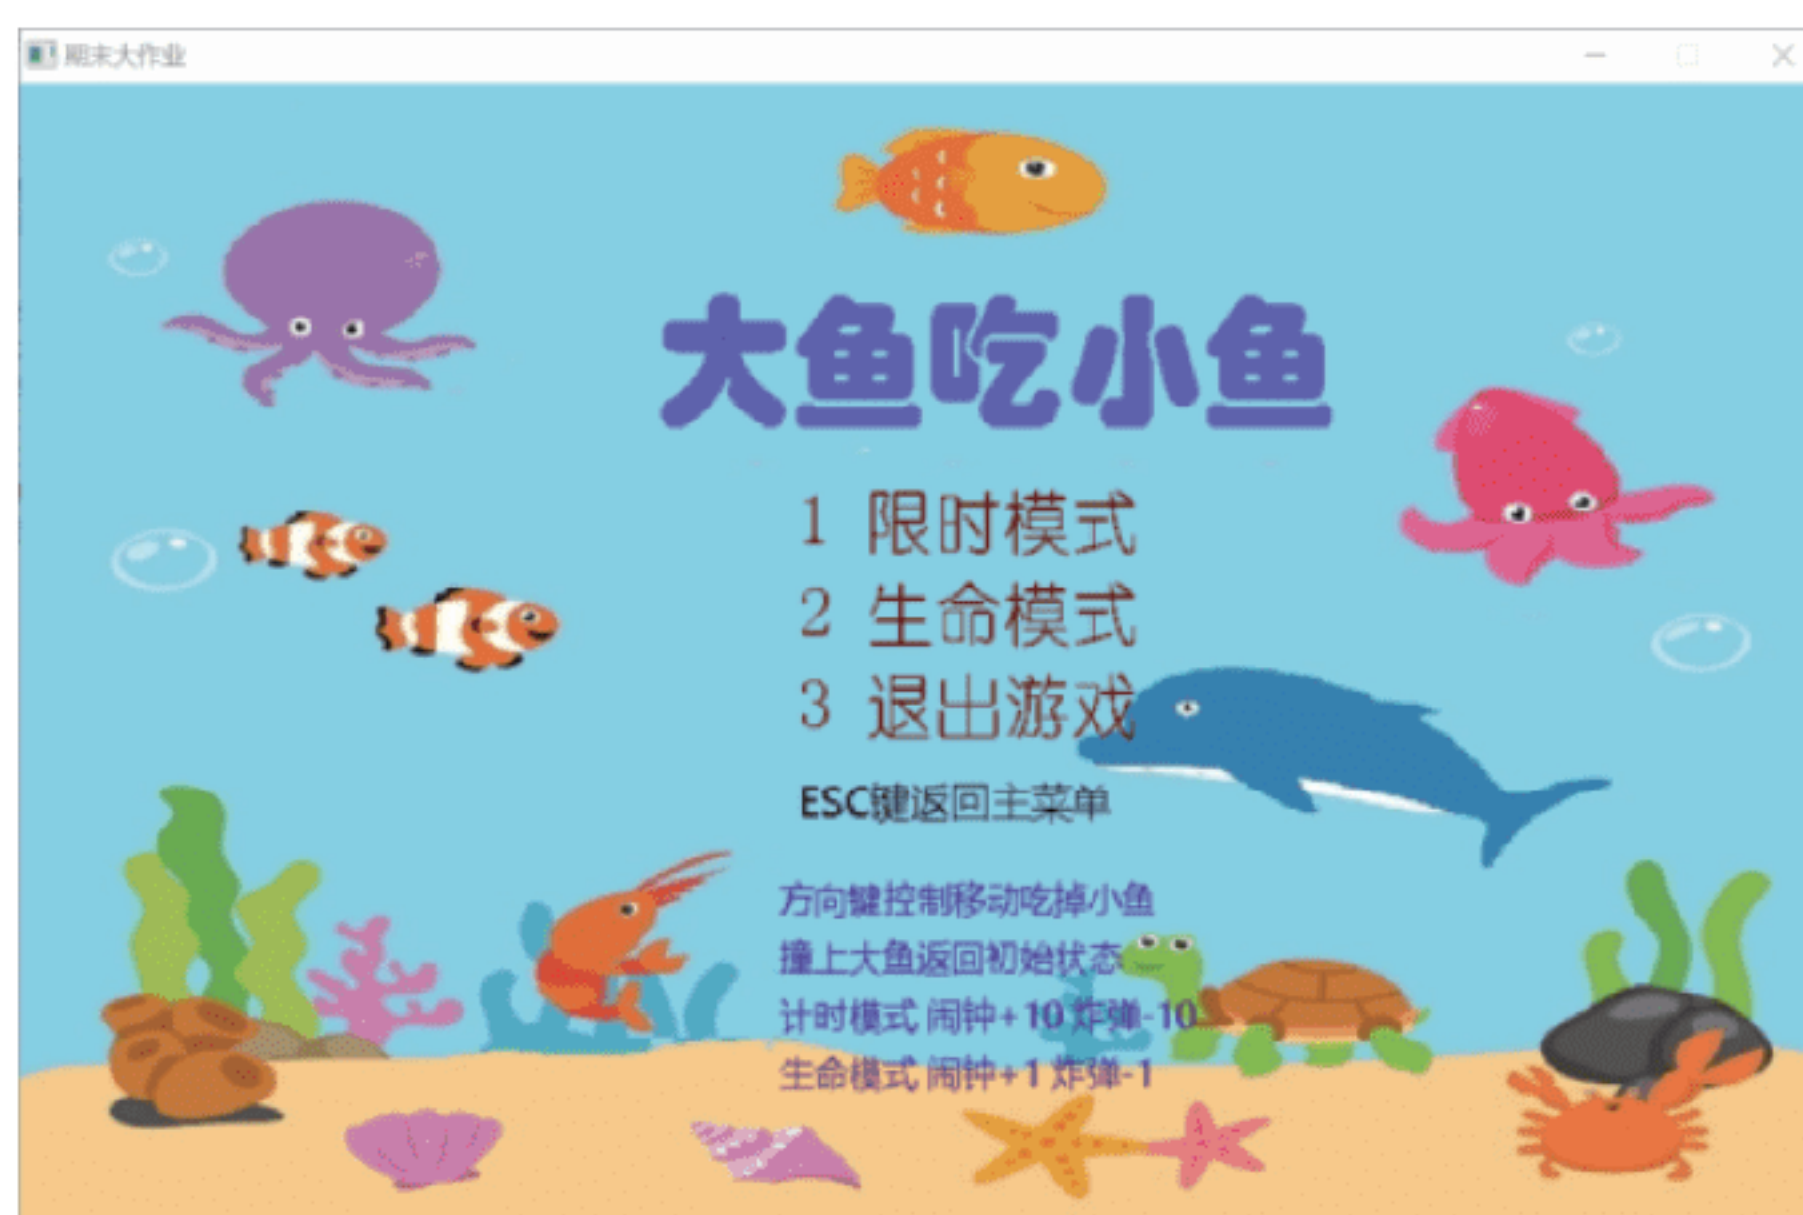 期末大作业
大鱼吃小鱼
1 限时模式
2 生命模式
3 退出游戏
ESC键返回主菜单
方向键控制移动吃掉小鱼
撞上大鱼返回初始状态
计时模式 闹钟+10 炸弹-10
生命模式 闹钟+1 炸弹-1